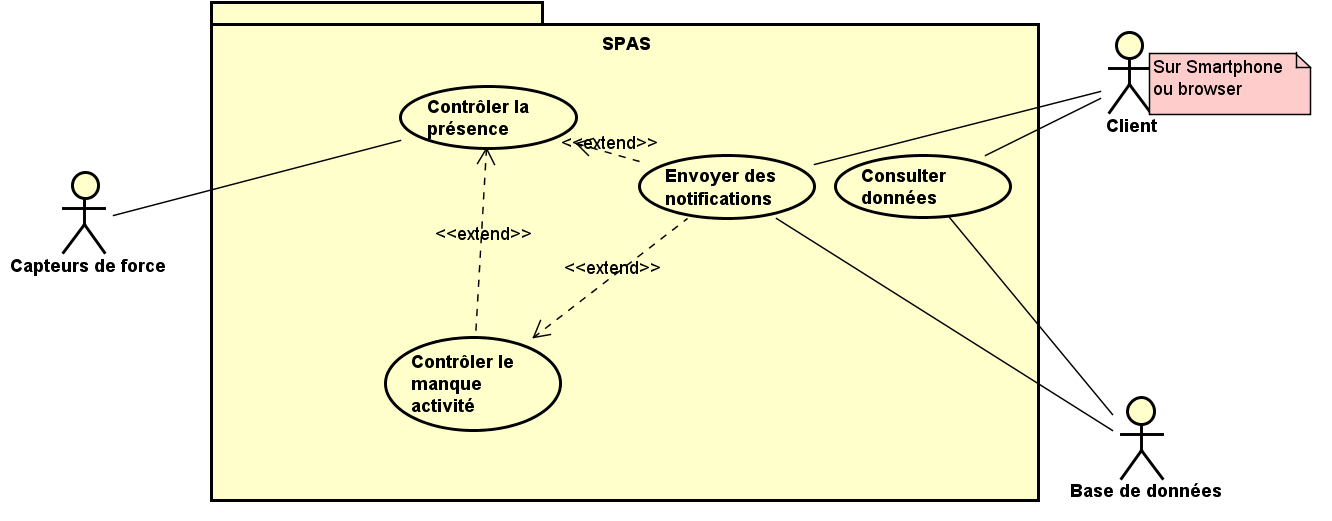 SPAS
Sur Smartphone
ou browser
Client
Contrôler la
présence
<<extend>>
Envoyer des
notifications
Consulter
données
Capteurs de force
<<extend>>
<<extend>>
Contrôler le
manque
activité
Base de données